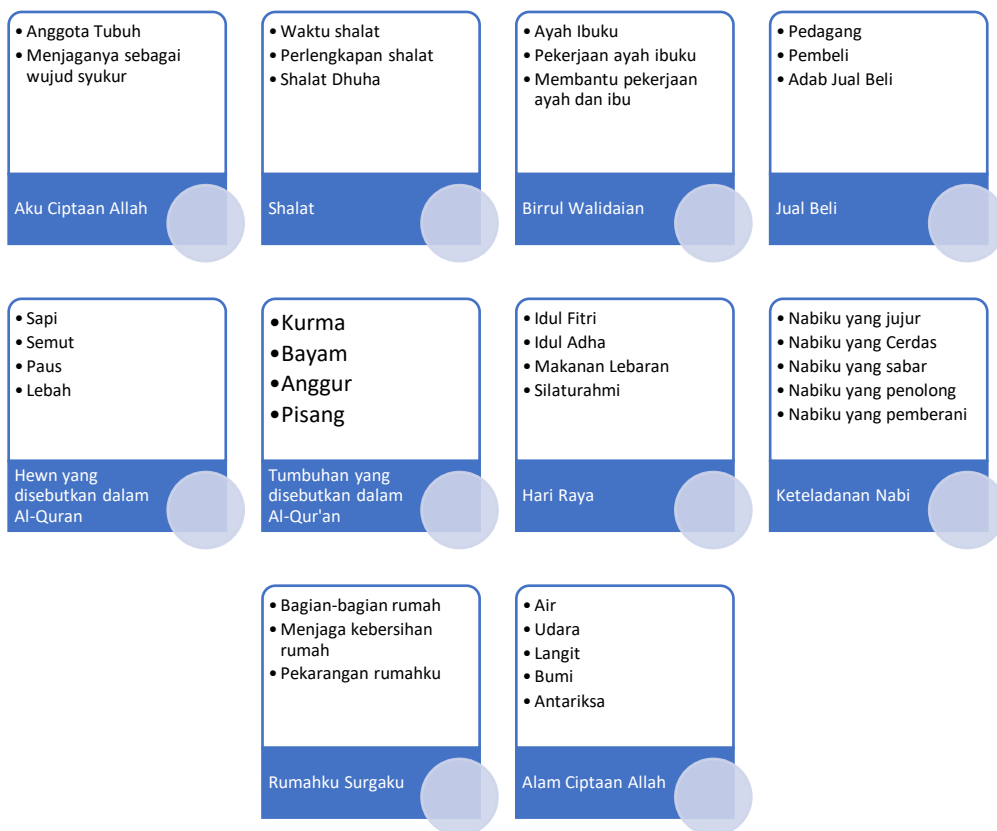 • Anggota Tubuh
• Menjaganya sebagai
wujud syukur
Aku Ciptaan Allah
• Waktu shalat
• Perlengkapan shalat
• Shalat Dhuha
Shalat
• Ayah Ibuku
• Pekerjaan ayah ibuku
• Membantu pekerjaan
ayah dan ibu
Birrul Walidaian
• Pedagang
• Pembeli
• Adab Jual Beli
Jual Beli
• Sapi
• Semut
• Paus
• Lebah
Hewn yang
disebutkan dalam
Al-Quran
• Kurma
• Bayam
• Anggur
• Pisang
Tumbuhan yang
disebutkan dalam
Al-Qur'an
• Idul Fitri
• Idul Adha
• Makanan Lebaran
• Silaturahmi
Hari Raya
• Nabiku yang jujur
• Nabiku yang Cerdas
• Nabiku yang sabar
• Nabiku yang penolong
• Nabiku yang pemberani
Keteladanan Nabi
• Bagian-bagian rumah
• Menjaga kebersihan
rumah
• Pekarangan rumahku
Rumahku Surgaku
• Air
• Udara
• Langit
• Bumi
• Antariksa
Alam Ciptaan Allah